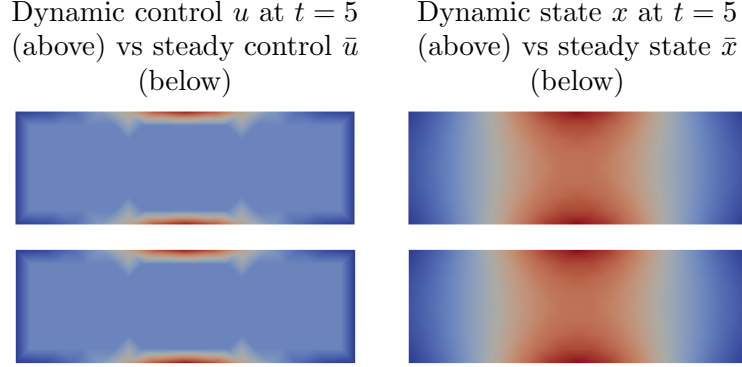 Dynamic control u at t = 5
(above) vs steady control ū
(below)
Dynamic state x at t = 5
(above) vs steady state x̄
(below)